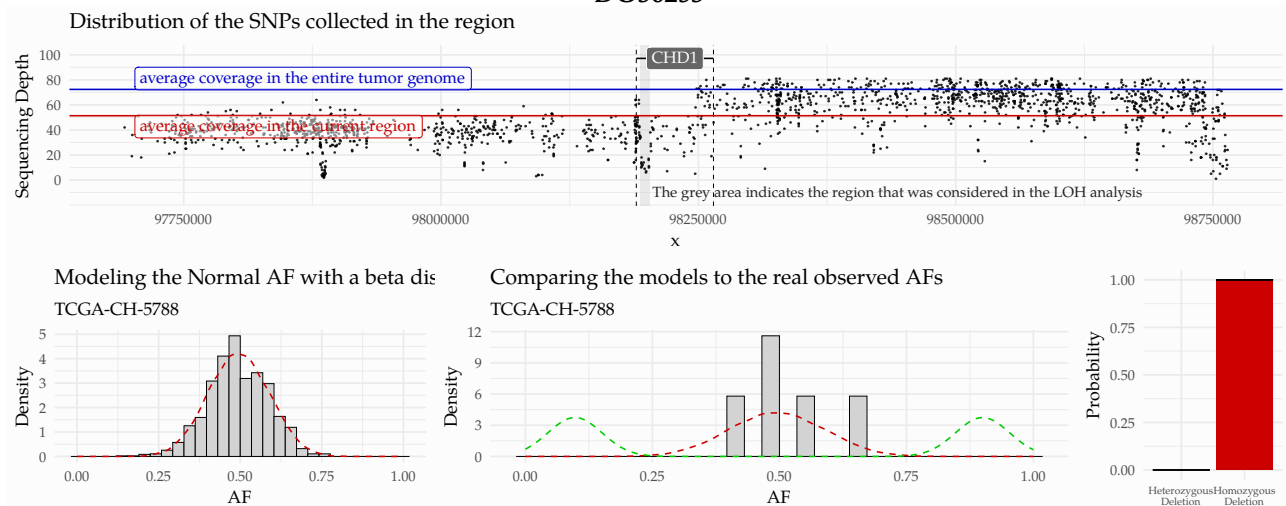 Distribution of the SNPs collected in the region
Sequencing Depth
100
80
60
40
20
0
CHD1
average coverage in the entire tumor genome
average coverage in the current region
The grey area indicates the region that was considered in the LOH analysis
97750000 98000000 98250000 98500000 98750000
x
Modeling the Normal AF with a beta dis
TCGA-CH-5788
Density
5
4
3
2
1
0
0.00 0.25 0.50 0.75 1.00
AF
Comparing the models to the real observed AFs
TCGA-CH-5788
Density
12
9
6
3
0
0.00 0.25 0.50 0.75 1.00
AF
Probability
1.00
0.75
0.50
0.25
0.00
Heterozygous Homozygous
Deletion Deletion